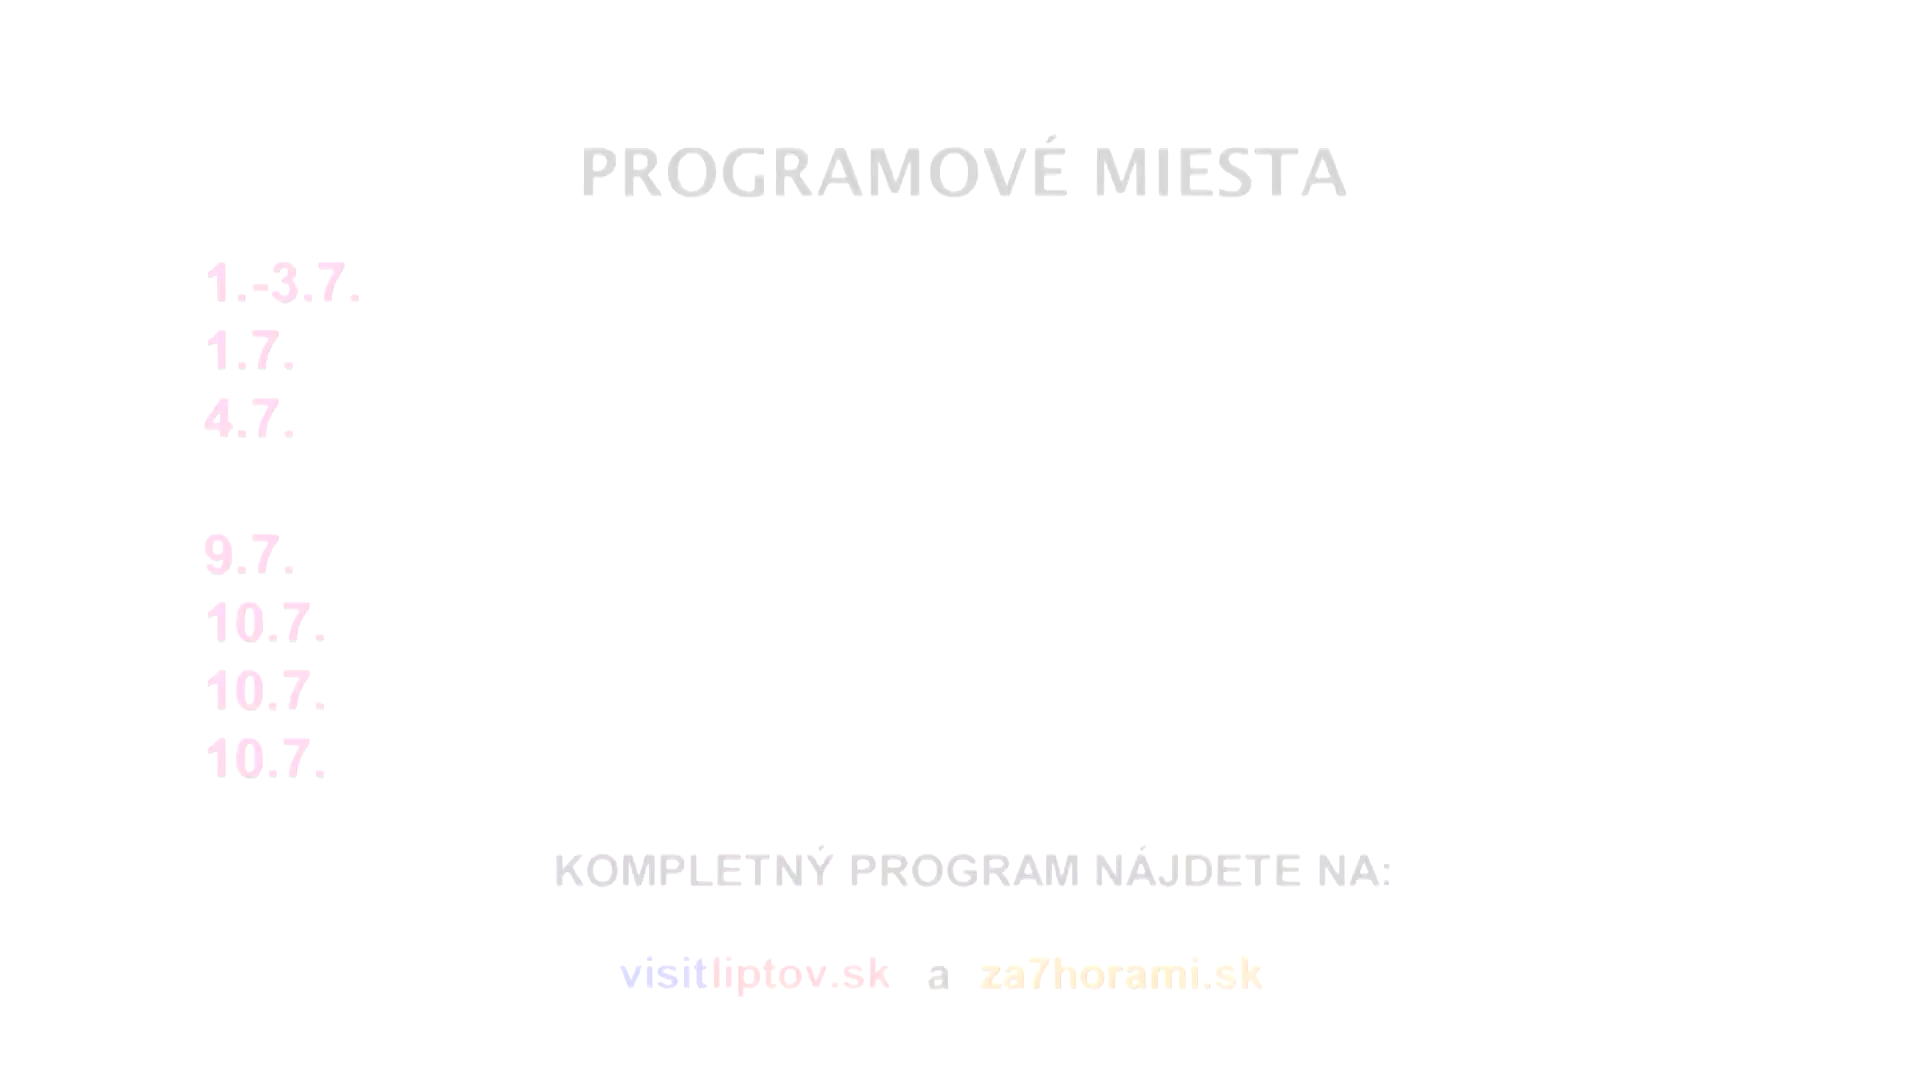 PROGRAMOVÉ MIESTA
1.-3.7.
1.7.
4.7.
9.7.
10.7.
10.7.
10.7.
KOMPLETNÝ PROGRAM NÁJDETE NA:
visitliptov.sk a za7horami.sk